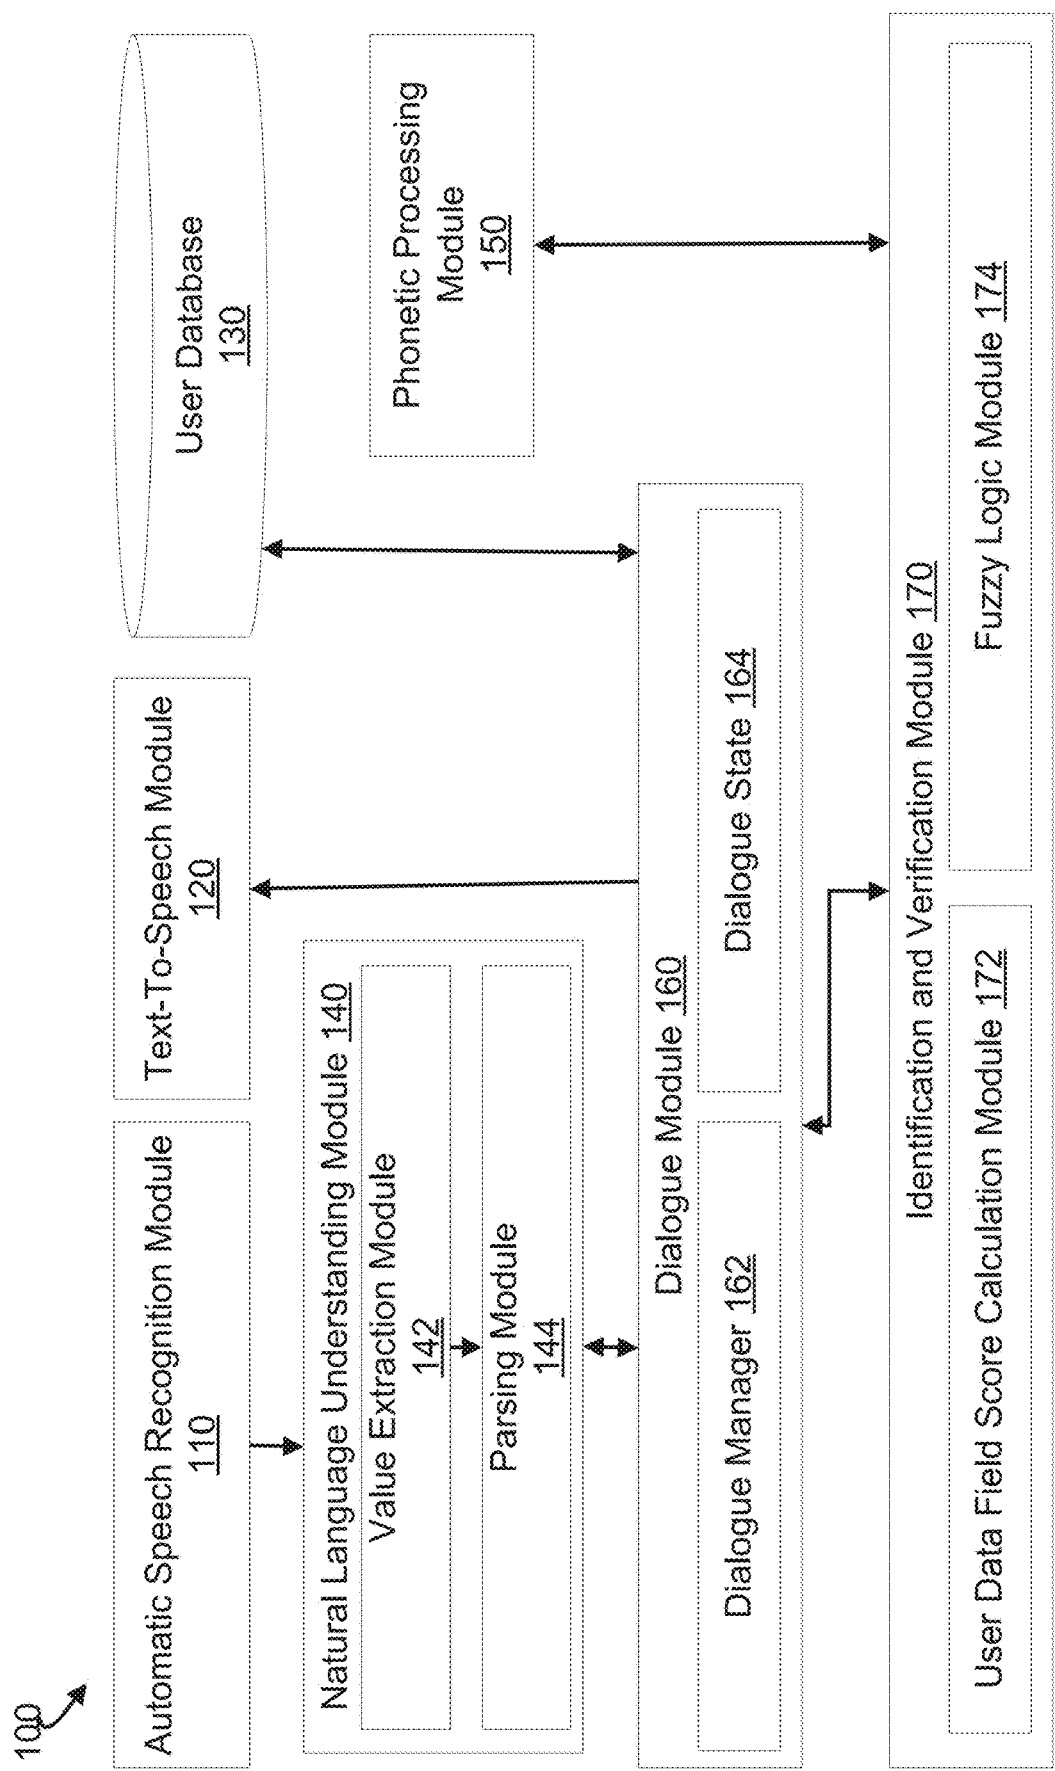 100
Automatic Speech Recognition Module
110
Text-To-Speech Module
120
User Database
130
Natural Language Understanding Module 140
Value Extraction Module
142
Parsing Module
144
Phonetic Processing
Module
150
Dialogue Module 160
Dialogue Manager 162
Dialogue State 164
Identification and Verification Module 170
User Data Field Score Calculation Module 172
Fuzzy Logic Module 174